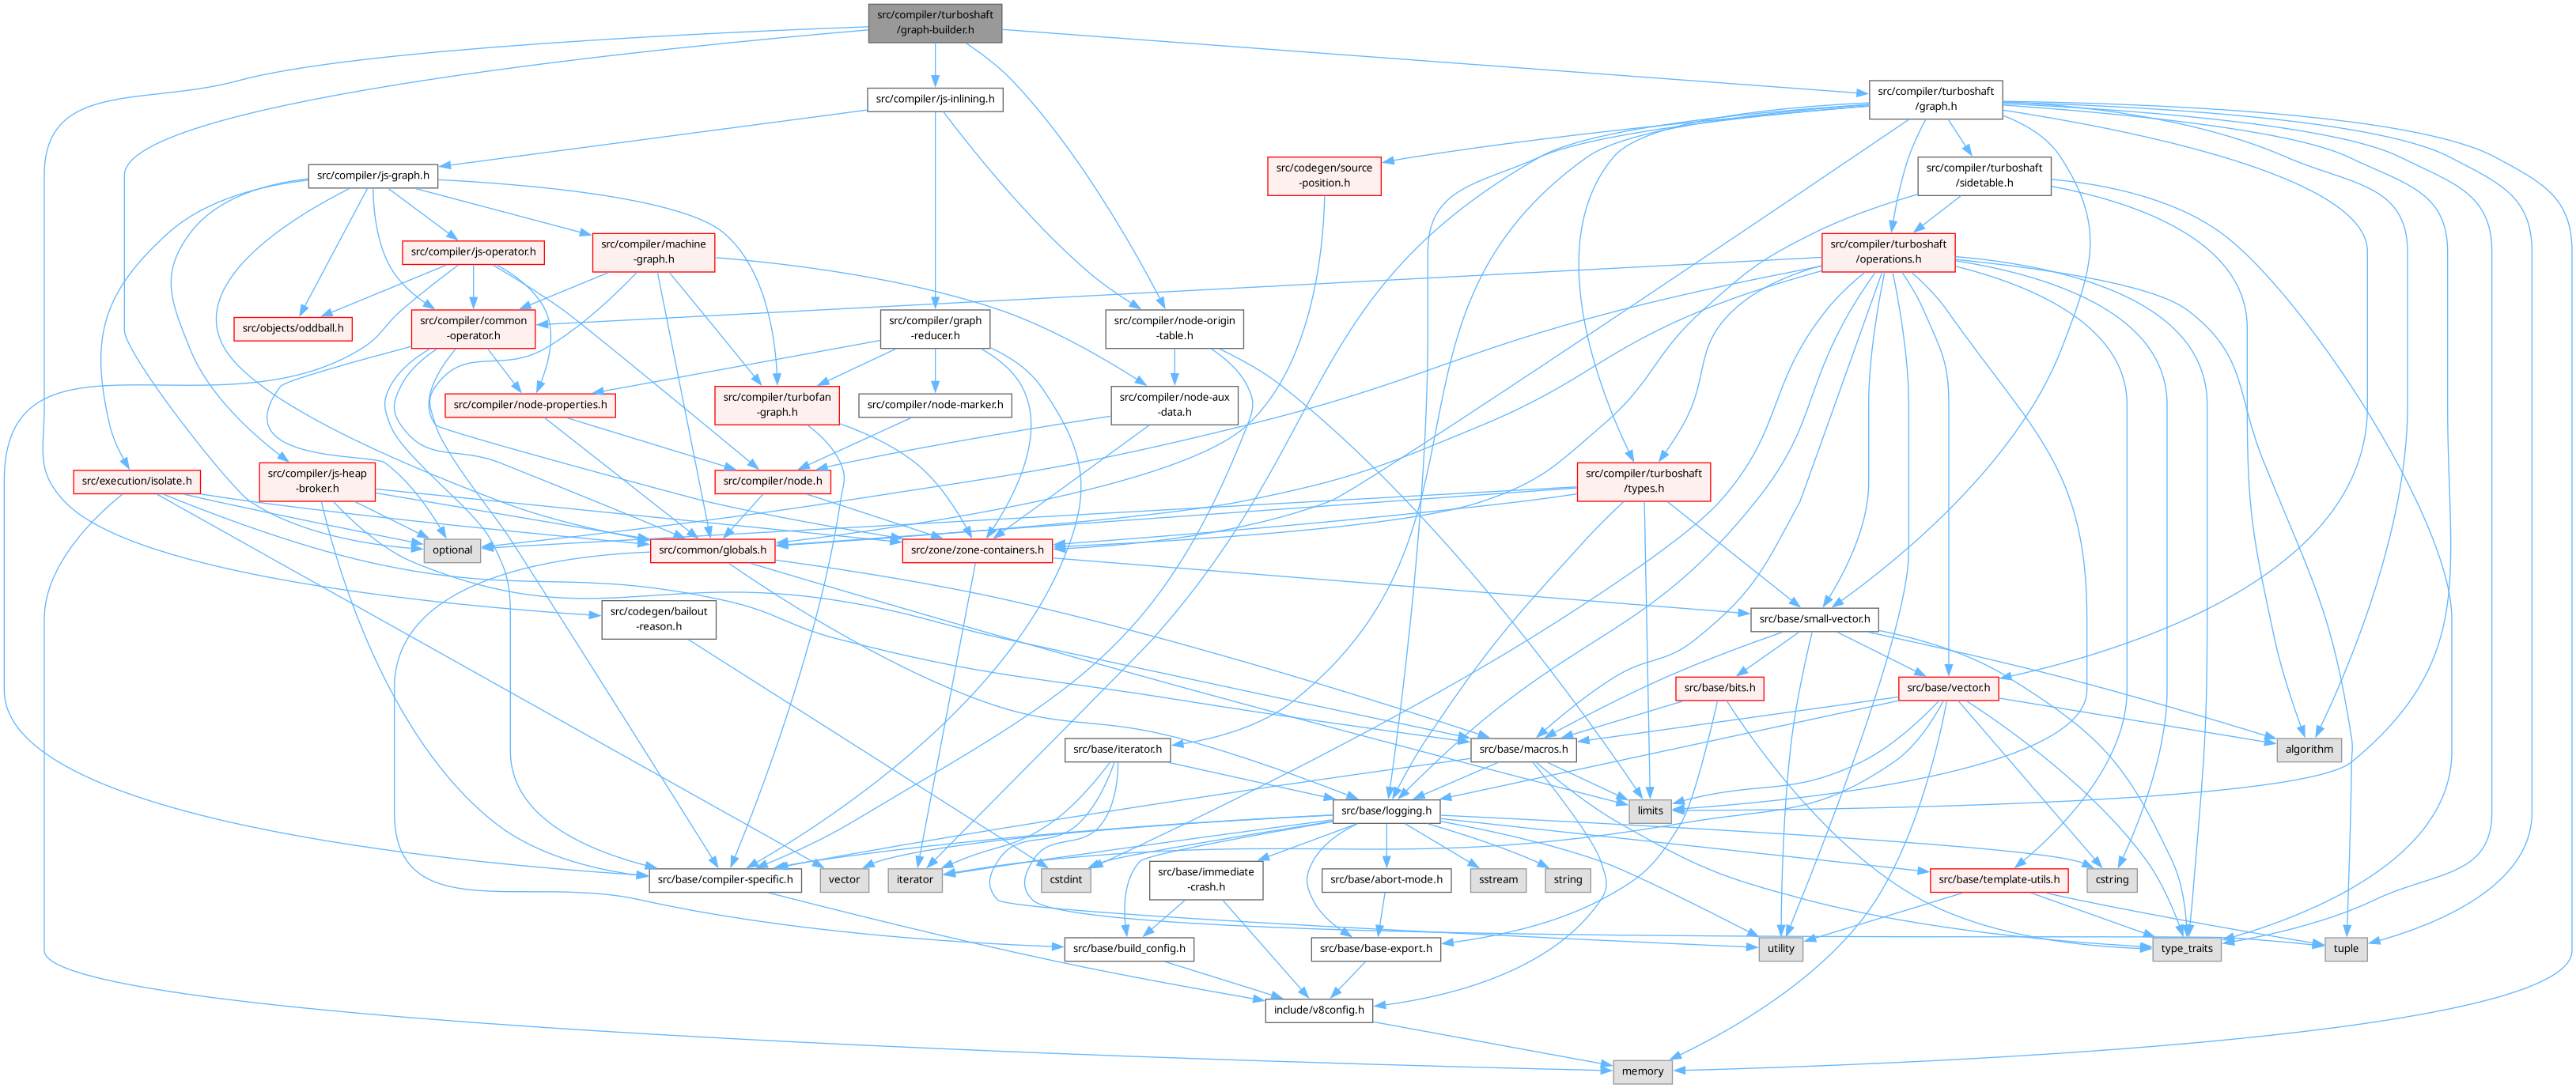 src/compiler/turboshaft
/graph-builder.h
src/compiler/turboshaft
/graph.h
src/compiler/js-inlining.h
src/codegen/source
-position.h
src/compiler/turboshaft
/sidetable.h
src/compiler/js-graph.h
src/compiler/js-operator.h
src/compiler/machine
-graph.h
src/compiler/turboshaft
/operations.h
src/objects/oddball.h
src/compiler/common
-operator.h
src/compiler/graph
-reducer.h
src/compiler/node-origin
-table.h
src/compiler/node-properties.h
src/compiler/turbofan
-graph.h
src/compiler/node-marker.h
src/compiler/node-aux
-data.h
src/execution/isolate.h
src/compiler/js-heap
-broker.h
src/compiler/node.h
src/compiler/turboshaft
/types.h
optional
src/common/globals.h
src/zone/zone-containers.h
src/codegen/bailout
-reason.h
src/base/small-vector.h
src/base/bits.h
src/base/vector.h
src/base/iterator.h
src/base/macros.h
algorithm
src/base/logging.h
limits
src/base/compiler-specific.h
vector
iterator
cstdint
src/base/immediate
-crash.h
src/base/abort-mode.h
sstream
string
src/base/template-utils.h
cstring
src/base/build_config.h
src/base/base-export.h
utility
type_traits
tuple
include/v8config.h
memory